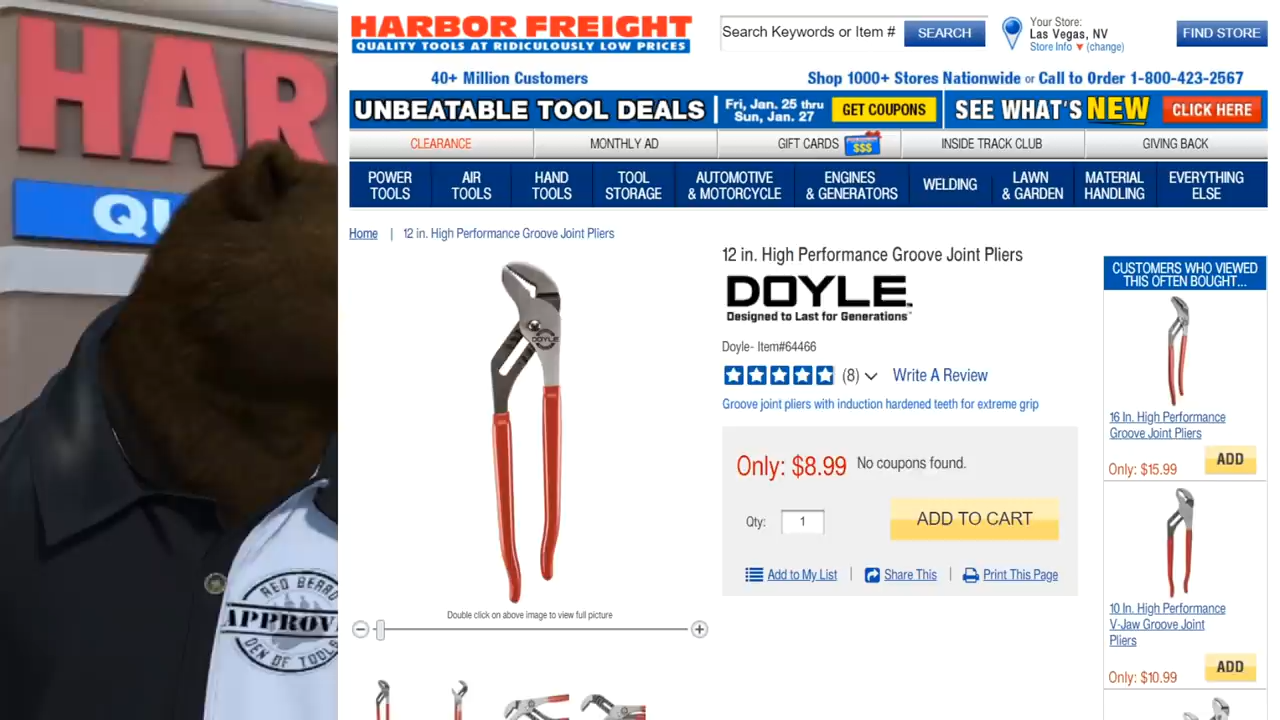 HAR
QU
RED BEARD
APPROV
DEN OF TOOLS
HARBOR FREIGHT
QUALITY TOOLS AT RIDICULOUSLY LOW PRICES
Search Keywords or Item #
SEARCH
Your Store:
Las Vegas, NV
Store Info ▼ (change)
FIND STORE
40+ Million Customers
Shop 1000+ Stores Nationwide or Call to Order 1-800-423-2567
UNBEATABLE TOOL DEALS
Fri, Jan. 25 thru
Sun, Jan. 27
GET COUPONS
SEE WHAT'S NEW
CLICK HERE
CLEARANCE
MONTHLY AD
GIFT CARDS
$$$
INSIDE TRACK CLUB
GIVING BACK
POWER
TOOLS
AIR
TOOLS
HAND
TOOLS
TOOL
STORAGE
AUTOMOTIVE
& MOTORCYCLE
ENGINES
& GENERATORS
WELDING
LAWN
& GARDEN
MATERIAL
HANDLING
EVERYTHING
ELSE
Home | 12 in. High Performance Groove Joint Pliers
DOYLE
Double click on above image to view full picture
12 in. High Performance Groove Joint Pliers
DOYLE™
Designed to Last for Generations™
Doyle- Item#64466
(8) Write A Review
Groove joint pliers with induction hardened teeth for extreme grip
Only: $8.99 No coupons found.
Qty: 1
ADD TO CART
Add to My List | Share This | Print This Page
CUSTOMERS WHO VIEWED
THIS OFTEN BOUGHT...
16 In. High Performance
Groove Joint Pliers
Only: $15.99
ADD
10 In. High Performance
V-Jaw Groove Joint
Pliers
Only: $10.99
ADD